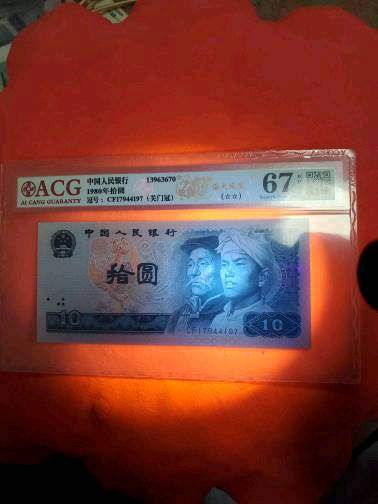 ACG
AI CANG GUARANTY
中国人民银行 13963670
1980年拾圆
冠号:CF17944197(关门冠)
(☆☆)
67
中国人民银行
拾圆
CF17944197
10
10